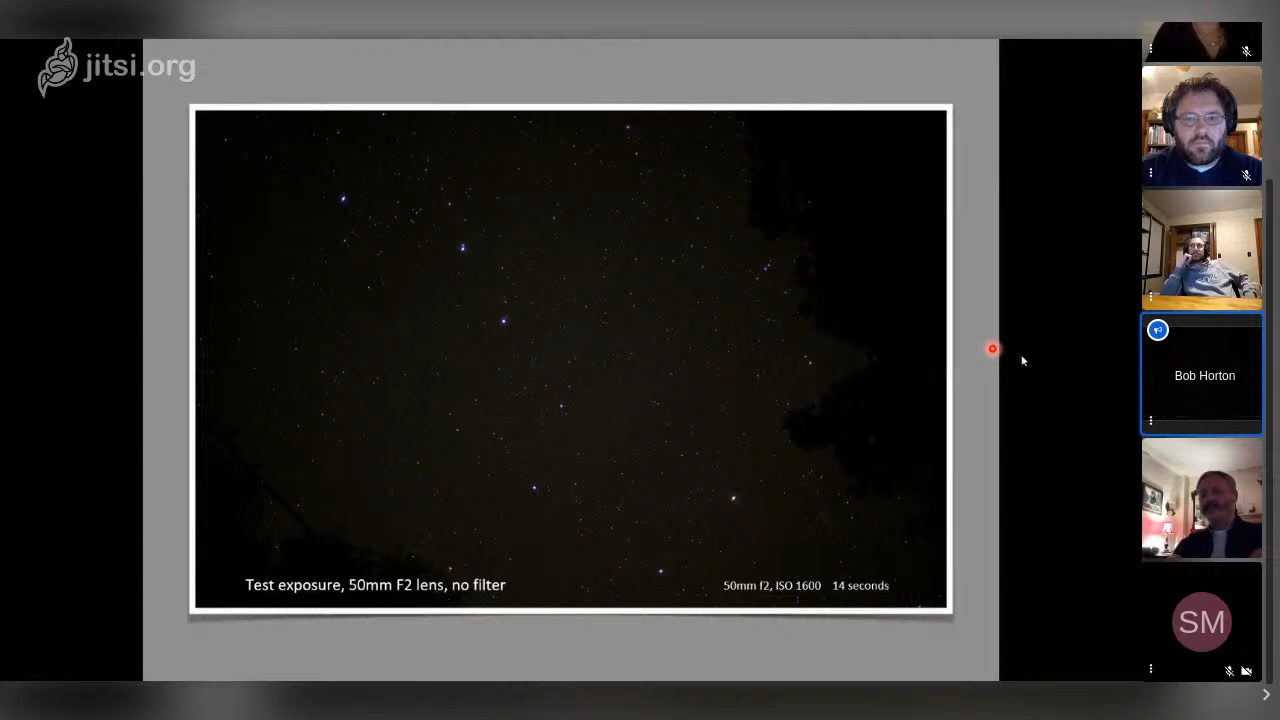 jitsi.org
Bob Horton
Test exposure, 50mm F2 lens, no filter
50mm f2, ISO 1600 14 seconds
SM